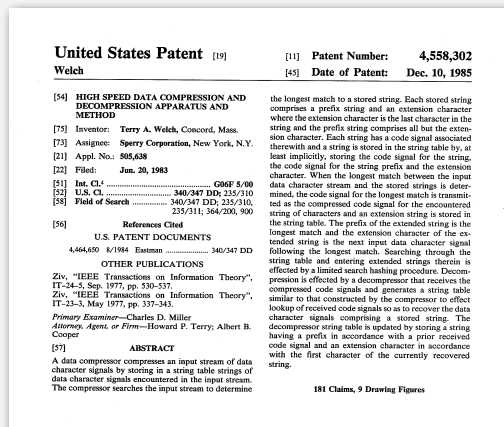 United States Patent [19]
Welch
[11] Patent Number: 4,558,302
[45] Date of Patent: Dec. 10, 1985
[54] HIGH SPEED DATA COMPRESSION AND
DECOMPRESSION APPARATUS AND
METHOD
[75] Inventor: Terry A. Welch, Concord, Mass.
[73] Assignee: Sperry Corporation, New York, N.Y.
[21] Appl. No.: 505,638
[22] Filed: Jun. 20, 1983
[51] Int. Cl.⁴ ........................................ G06F 5/00
[52] U.S. Cl. .............................. 340/347 DD; 235/310
[58] Field of Search ............... 340/347 DD; 235/310,
235/311; 364/200, 900
[56] References Cited
U.S. PATENT DOCUMENTS
4,464,650 8/1984 Eastman .................... 340/347 DD
OTHER PUBLICATIONS
Ziv, "IEEE Transactions on Information Theory",
IT-24-5, Sep. 1977, pp. 530-537.
Ziv, "IEEE Transactions on Information Theory",
IT-23-3, May 1977, pp. 337-343.
Primary Examiner—Charles D. Miller
Attorney, Agent, or Firm—Howard P. Terry; Albert B.
Cooper
[57] ABSTRACT
A data compressor compresses an input stream of data
character signals by storing in a string table strings of
data character signals encountered in the input stream.
The compressor searches the input stream to determine
the longest match to a stored string. Each stored string
comprises a prefix string and an extension character
where the extension character is the last character in the
string and the prefix string comprises all but the exten-
sion character. Each string has a code signal associated
therewith and a string is stored in the string table by, at
least implicitly, storing the code signal for the string,
the code signal for the string prefix and the extension
character. When the longest match between the input
data character stream and the stored strings is deter-
mined, the code signal for the longest match is transmit-
ted as the compressed code signal for the encountered
string of characters and an extension string is stored in
the string table. The prefix of the extended string is the
longest match and the extension character of the ex-
tended string is the next input data character signal
following the longest match. Searching through the
string table and entering extended strings therein is
effected by a limited search hashing procedure. Decom-
pression is effected by a decompressor that receives the
compressed code signals and generates a string table
similar to that constructed by the compressor to effect
lookup of received code signals so as to recover the data
character signals comprising a stored string. The
decompressor string table is updated by storing a string
having a prefix in accordance with a prior received
code signal and an extension character in accordance
with the first character of the currently recovered
string.
181 Claims, 9 Drawing Figures